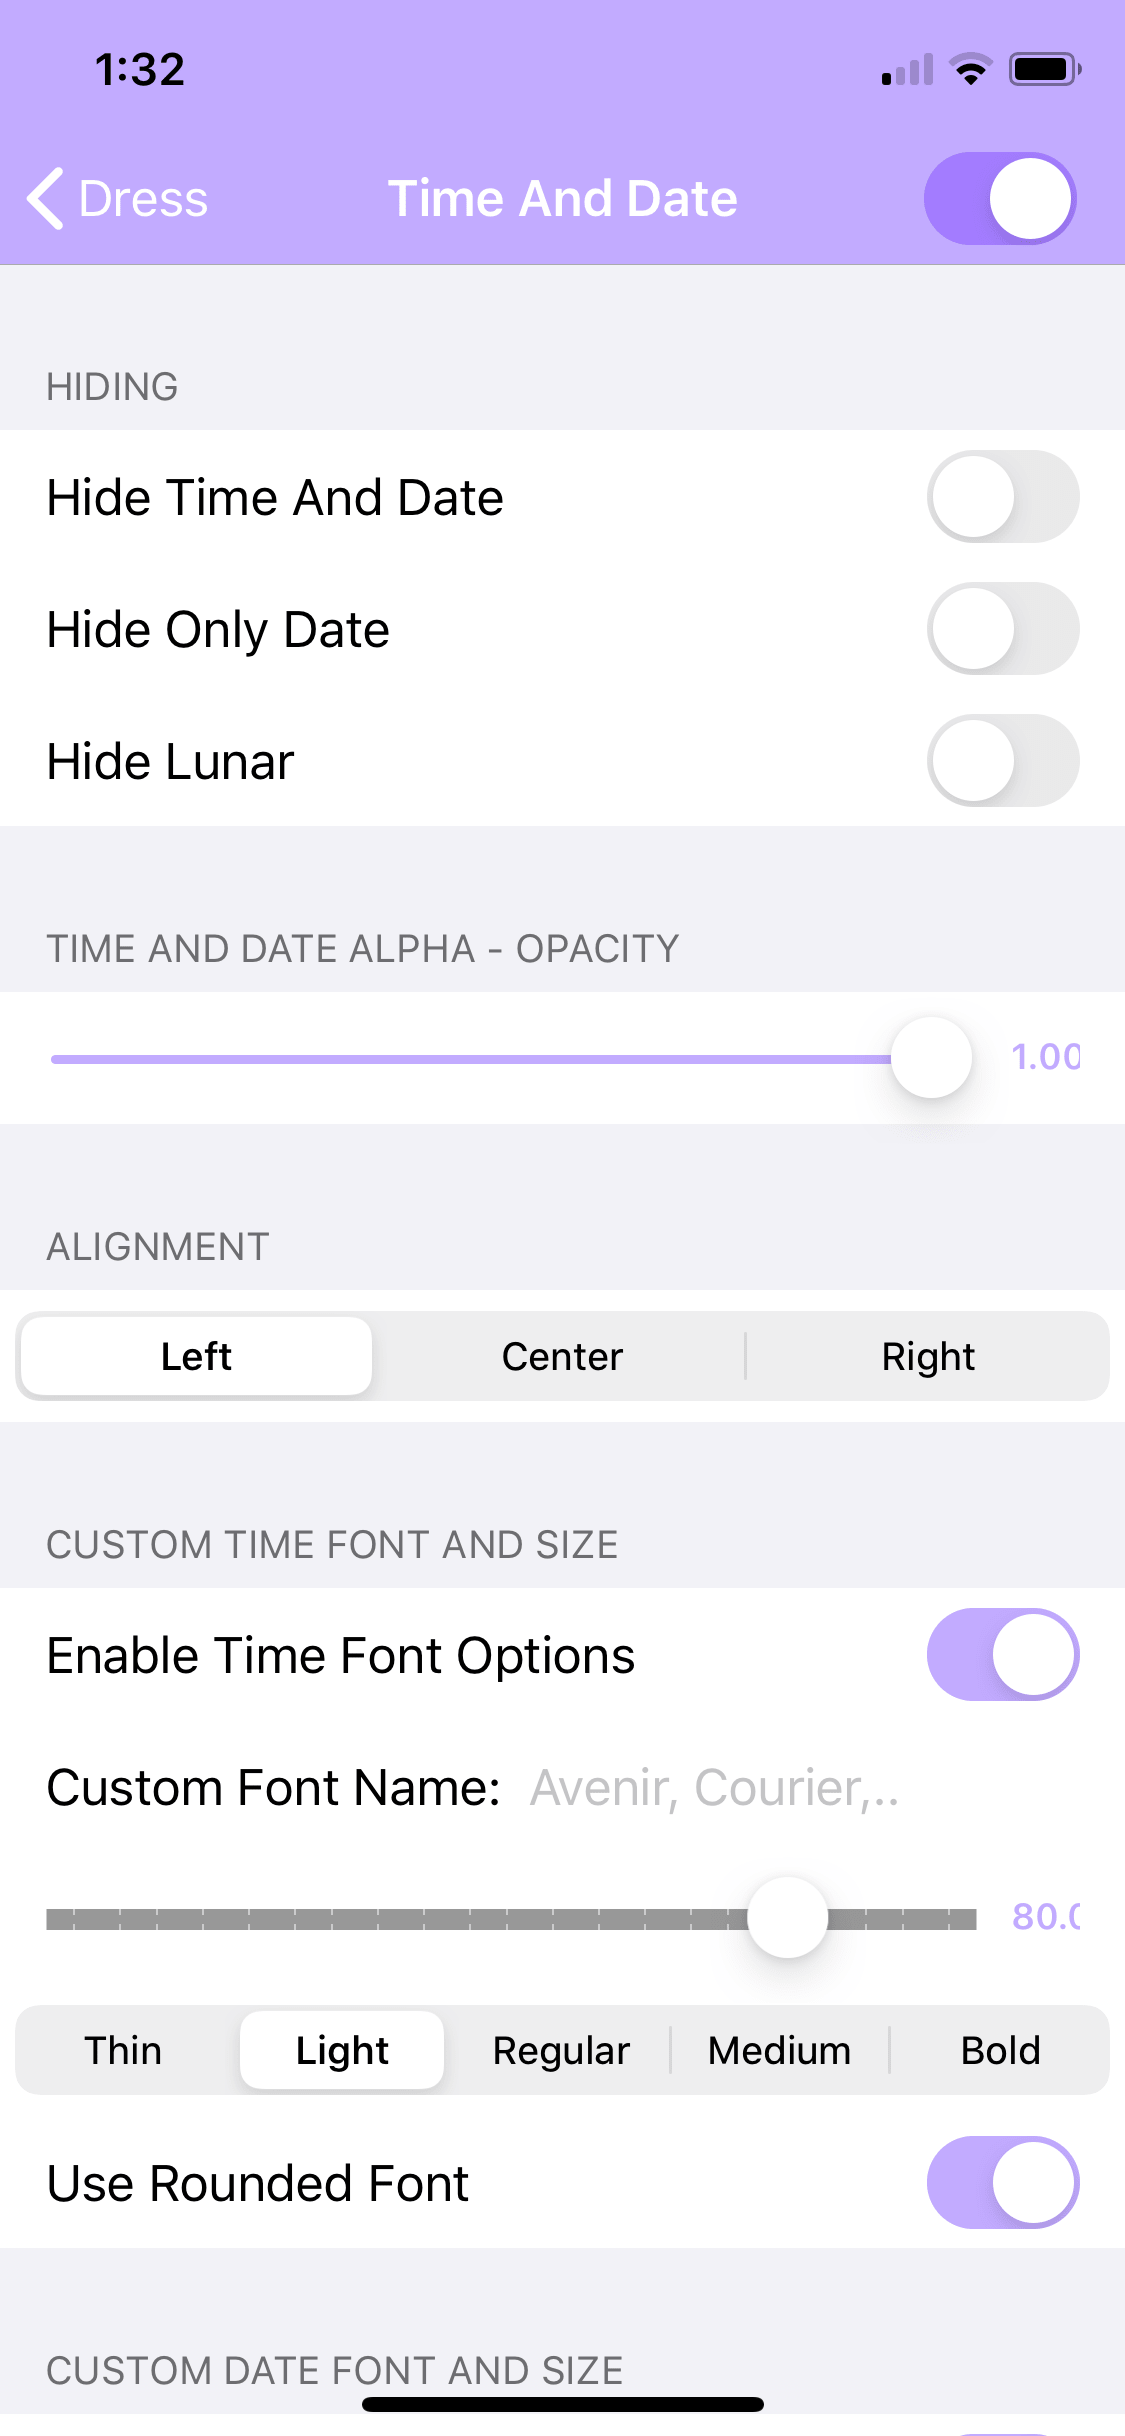 1:32
Dress
Time And Date
HIDING
Hide Time And Date
Hide Only Date
Hide Lunar
TIME AND DATE ALPHA - OPACITY
1.00
ALIGNMENT
Left Center Right
CUSTOM TIME FONT AND SIZE
Enable Time Font Options
Custom Font Name: Avenir, Courier,..
80.0
Thin Light Regular Medium Bold
Use Rounded Font
CUSTOM DATE FONT AND SIZE